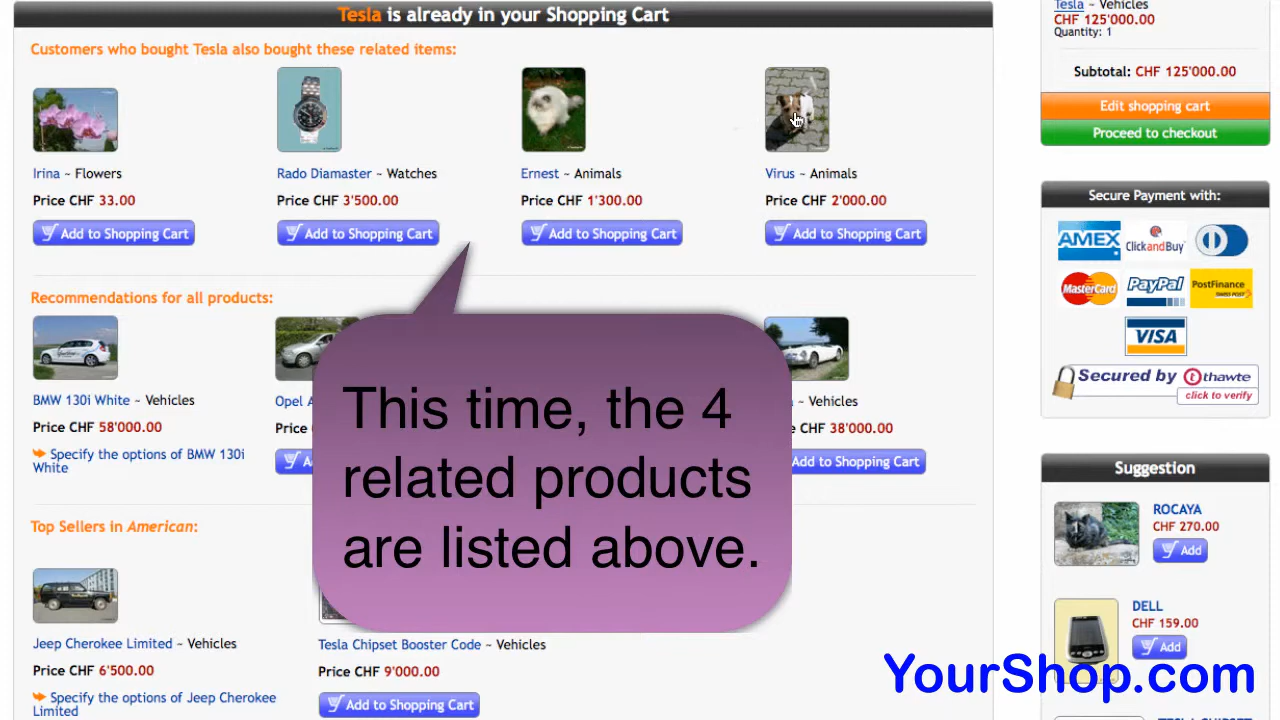 Tesla is already in your Shopping Cart
Customers who bought Tesla also bought these related items:
Irina ~ Flowers
Price CHF 33.00
Add to Shopping Cart
Rado Diamaster ~ Watches
Price CHF 3'500.00
Add to Shopping Cart
Ernest ~ Animals
Price CHF 1'300.00
Add to Shopping Cart
Virus ~ Animals
Price CHF 2'000.00
Add to Shopping Cart
Recommendations for all products:
BMW 130i White ~ Vehicles
Price CHF 58'000.00
Specify the options of BMW 130i
White
Opel
~ Vehicles
CHF 38'000.00
Add to Shopping Cart
This time, the 4
related products
are listed above.
Top Sellers in American:
Jeep Cherokee Limited ~ Vehicles
Price CHF 6'500.00
Specify the options of Jeep Cherokee
Limited
Tesla Chipset Booster Code ~ Vehicles
Price CHF 9'000.00
Add to Shopping Cart
Tesla ~ Vehicles
CHF 125'000.00
Quantity: 1
Subtotal: CHF 125'000.00
Edit shopping cart
Proceed to checkout
Secure Payment with:
AMEX
ClickandBuy
MasterCard
PayPal
PostFinance
VISA
Secured by thawte
click to verify
Suggestion
ROCAYA
CHF 270.00
Add
DELL
CHF 159.00
Add
YourShop.com